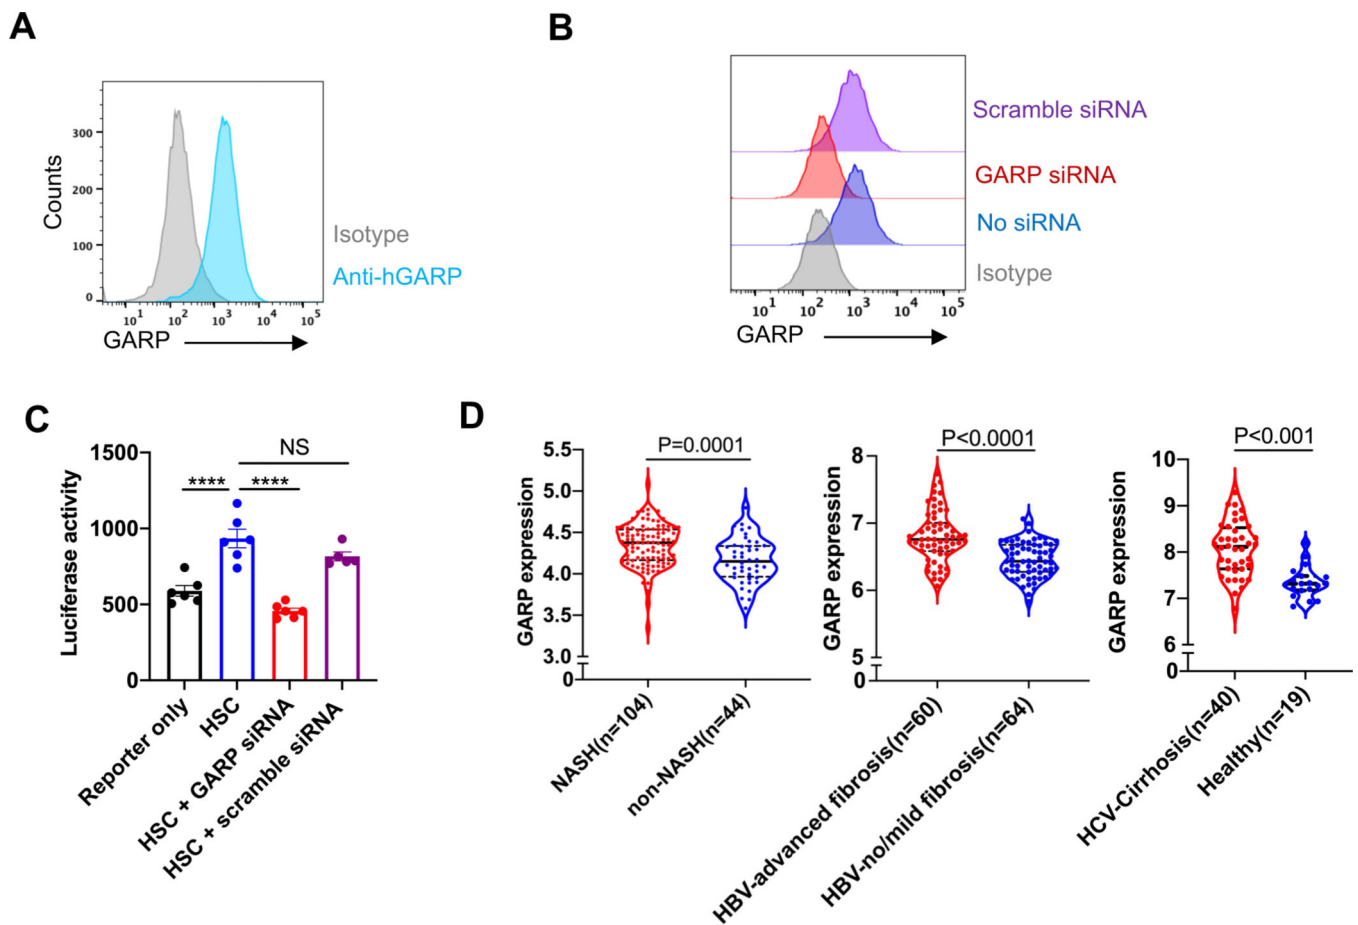 A
Counts
300
200
100
0
10^1 10^2 10^3 10^4 10^5
GARP
Isotype
Anti-hGARP
B
Scramble siRNA
GARP siRNA
No siRNA
Isotype
10^1 10^2 10^3 10^4 10^5
GARP
C
Luciferase activity
1500
1000
500
0
NS
**** ****
Reporter only
HSC
HSC + GARP siRNA
HSC + scramble siRNA
D
GARP expression
5.5
5.0
4.5
4.0
3.5
3.0
0
P=0.0001
NASH(n=104)
non-NASH(n=44)
GARP expression
8
7
6
5
0
P<0.0001
HBV-advanced fibrosis(n=60)
HBV-no/mild fibrosis(n=64)
GARP expression
10
9
8
7
6
0
P<0.001
HCV-Cirrhosis(n=40)
Healthy(n=19)